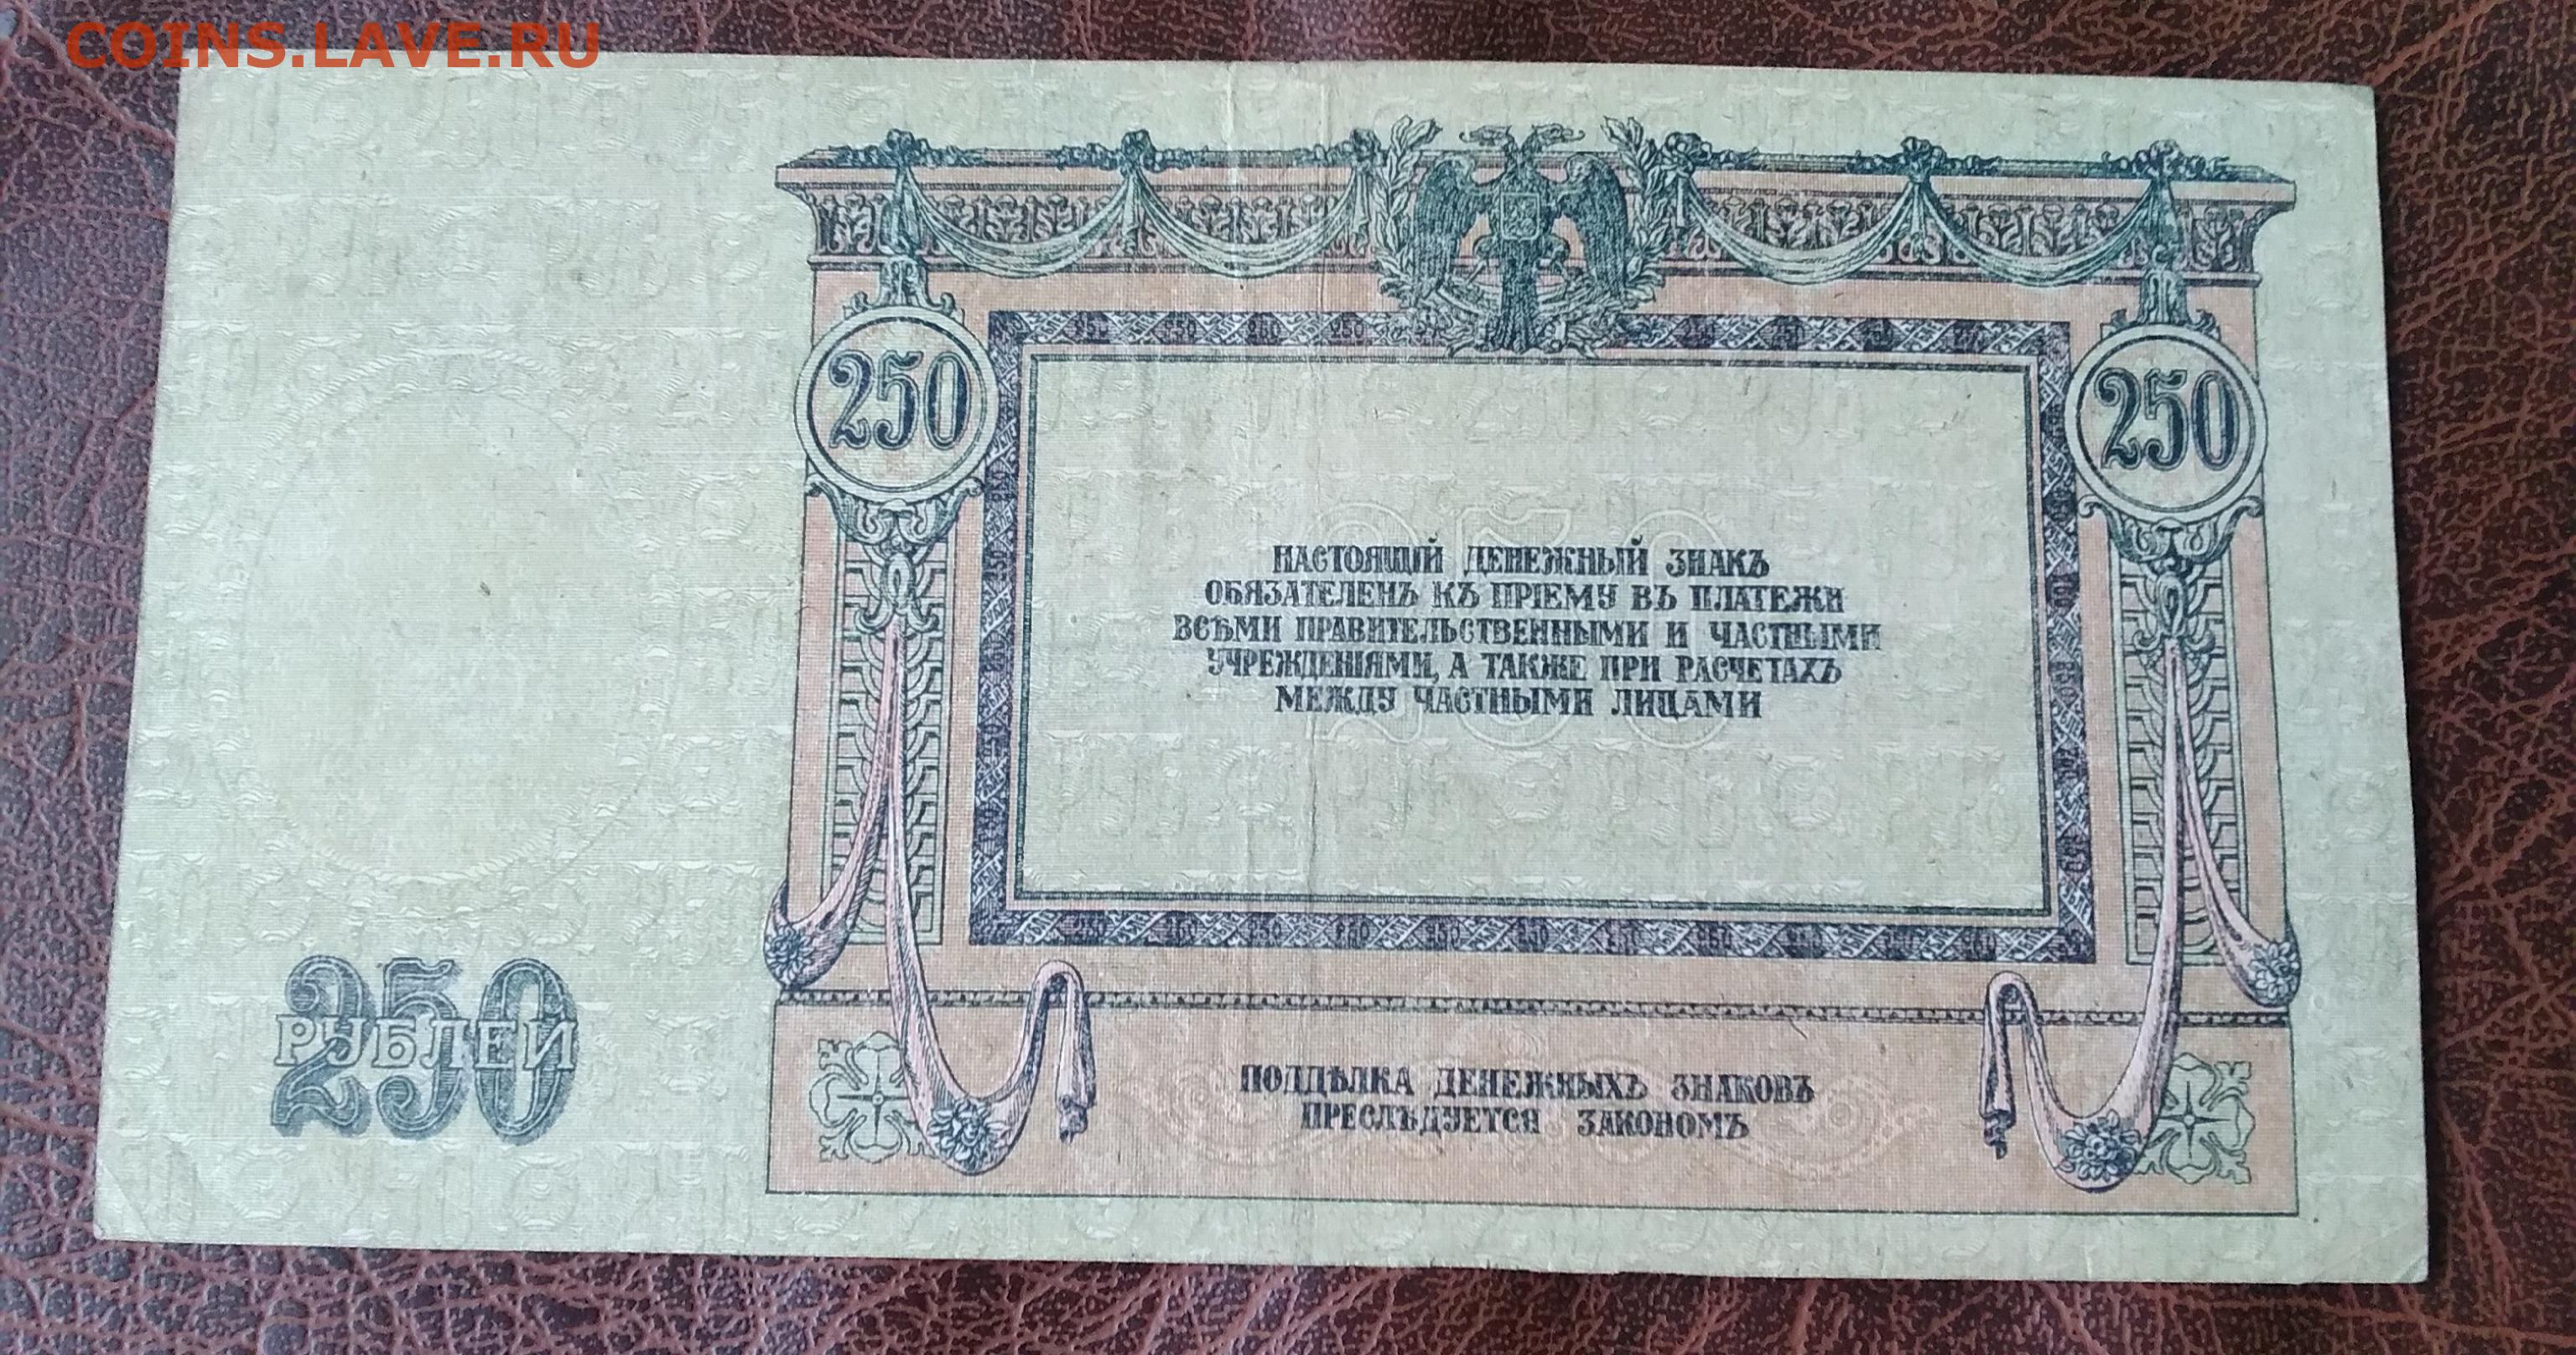 COINS.LAVE.RU
250
250
НАСТОЯЩІЙ ДЕНЕЖНЫЙ ЗНАКЪ
ОБЯЗАТЕЛЕНЪ КЪ ПРІЕМУ ВЪ ПЛАТЕЖИ
ВСѢМИ ПРАВИТЕЛЬСТВЕННЫМИ И ЧАСТНЫМИ
УЧРЕЖДЕНІЯМИ, А ТАКЖЕ ПРИ РАСЧЕТАХЪ
МЕЖДУ ЧАСТНЫМИ ЛИЦАМИ
250
РУБЛЕЙ
ПОДДѢЛКА ДЕНЕЖНЫХЪ ЗНАКОВЪ
ПРЕСЛѢДУЕТСЯ ЗАКОНОМЪ